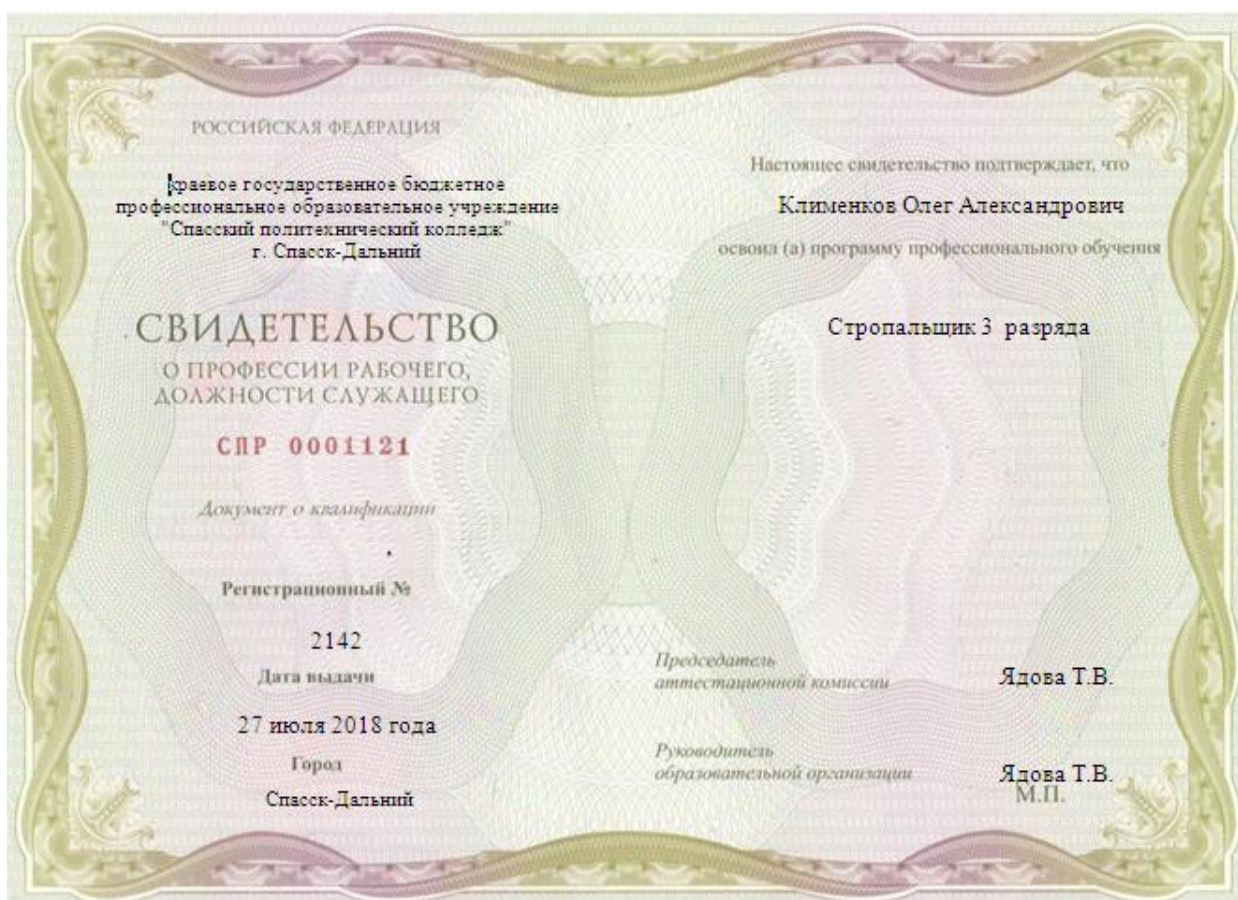 РОССИЙСКАЯ ФЕДЕРАЦИЯ
краевое государственное бюджетное
профессиональное образовательное учреждение
"Спасский политехнический колледж"
г. Спасск-Дальний
СВИДЕТЕЛЬСТВО
О ПРОФЕССИИ РАБОЧЕГО,
ДОЛЖНОСТИ СЛУЖАЩЕГО
СПР 0001121
Документ о квалификации
Регистрационный №
2142
Дата выдачи
27 июля 2018 года
Город
Спасск-Дальний
Настоящее свидетельство подтверждает, что
Клименков Олег Александрович
освоил (а) программу профессионального обучения
Стропальщик 3 разряда
Председатель
аттестационной комиссии
Ядова Т.В.
Руководитель
образовательной организации
Ядова Т.В.
М.П.